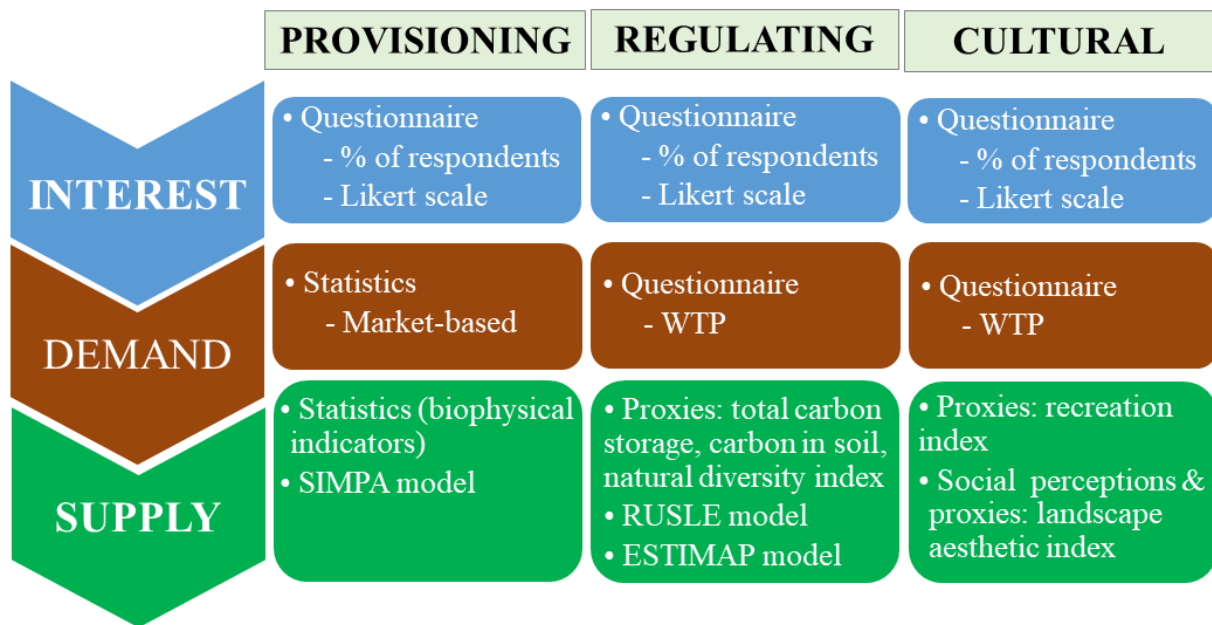 PROVISIONING
REGULATING
CULTURAL
INTEREST
• Questionnaire
- % of respondents
- Likert scale
• Questionnaire
- % of respondents
- Likert scale
• Questionnaire
- % of respondents
- Likert scale
DEMAND
• Statistics
- Market-based
• Questionnaire
- WTP
• Questionnaire
- WTP
SUPPLY
• Statistics (biophysical
indicators)
• SIMPA model
• Proxies: total carbon
storage, carbon in soil,
natural diversity index
• RUSLE model
• ESTIMAP model
• Proxies: recreation
index
• Social perceptions &
proxies: landscape
aesthetic index